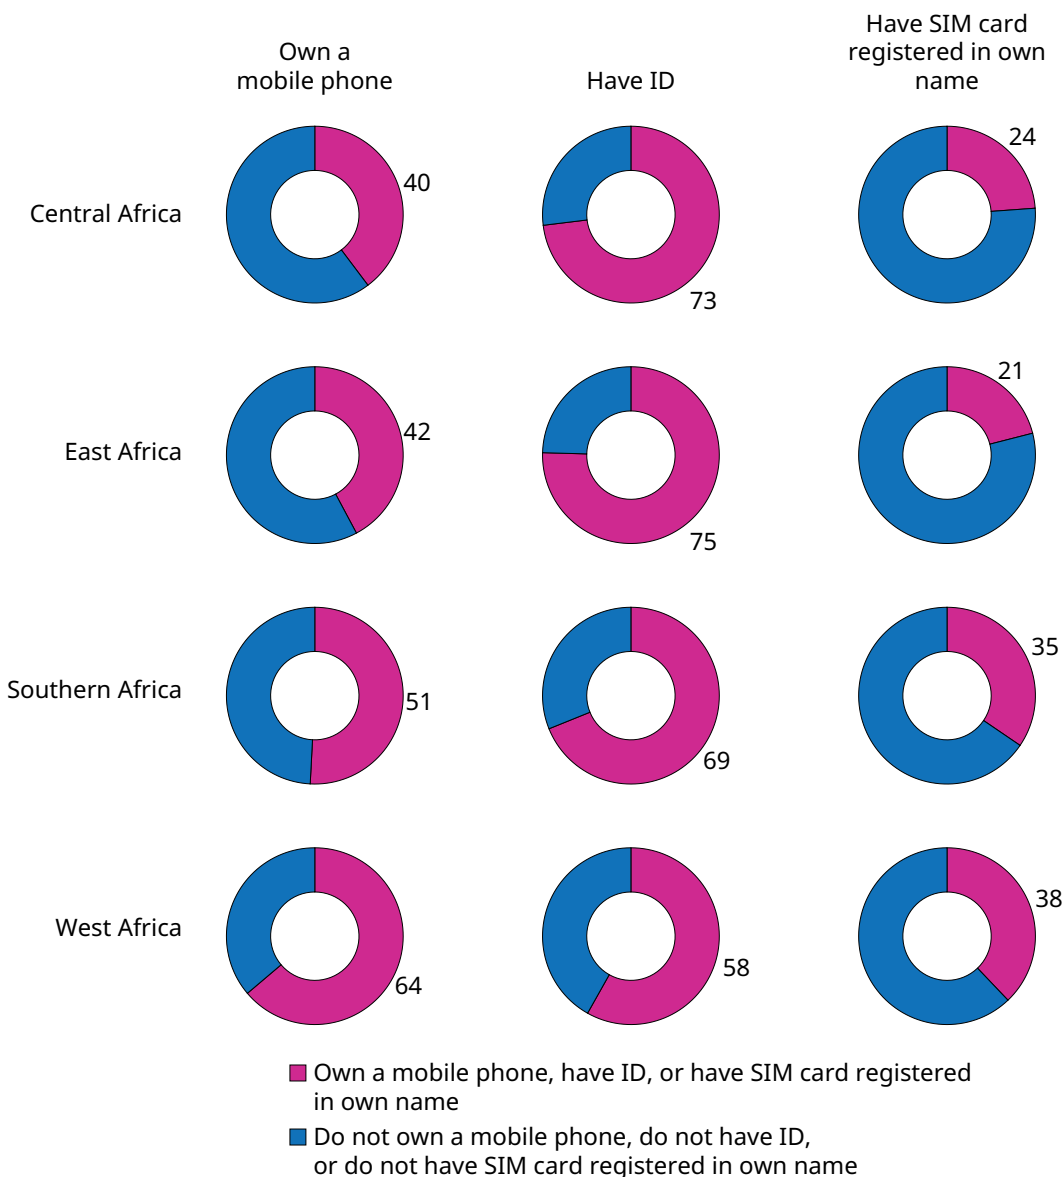 Own a
mobile phone
Have ID
Have SIM card
registered in own
name
Central Africa
40
73
24
East Africa
42
75
21
Southern Africa
51
69
35
West Africa
64
58
38
Own a mobile phone, have ID, or have SIM card registered
in own name
Do not own a mobile phone, do not have ID,
or do not have SIM card registered in own name